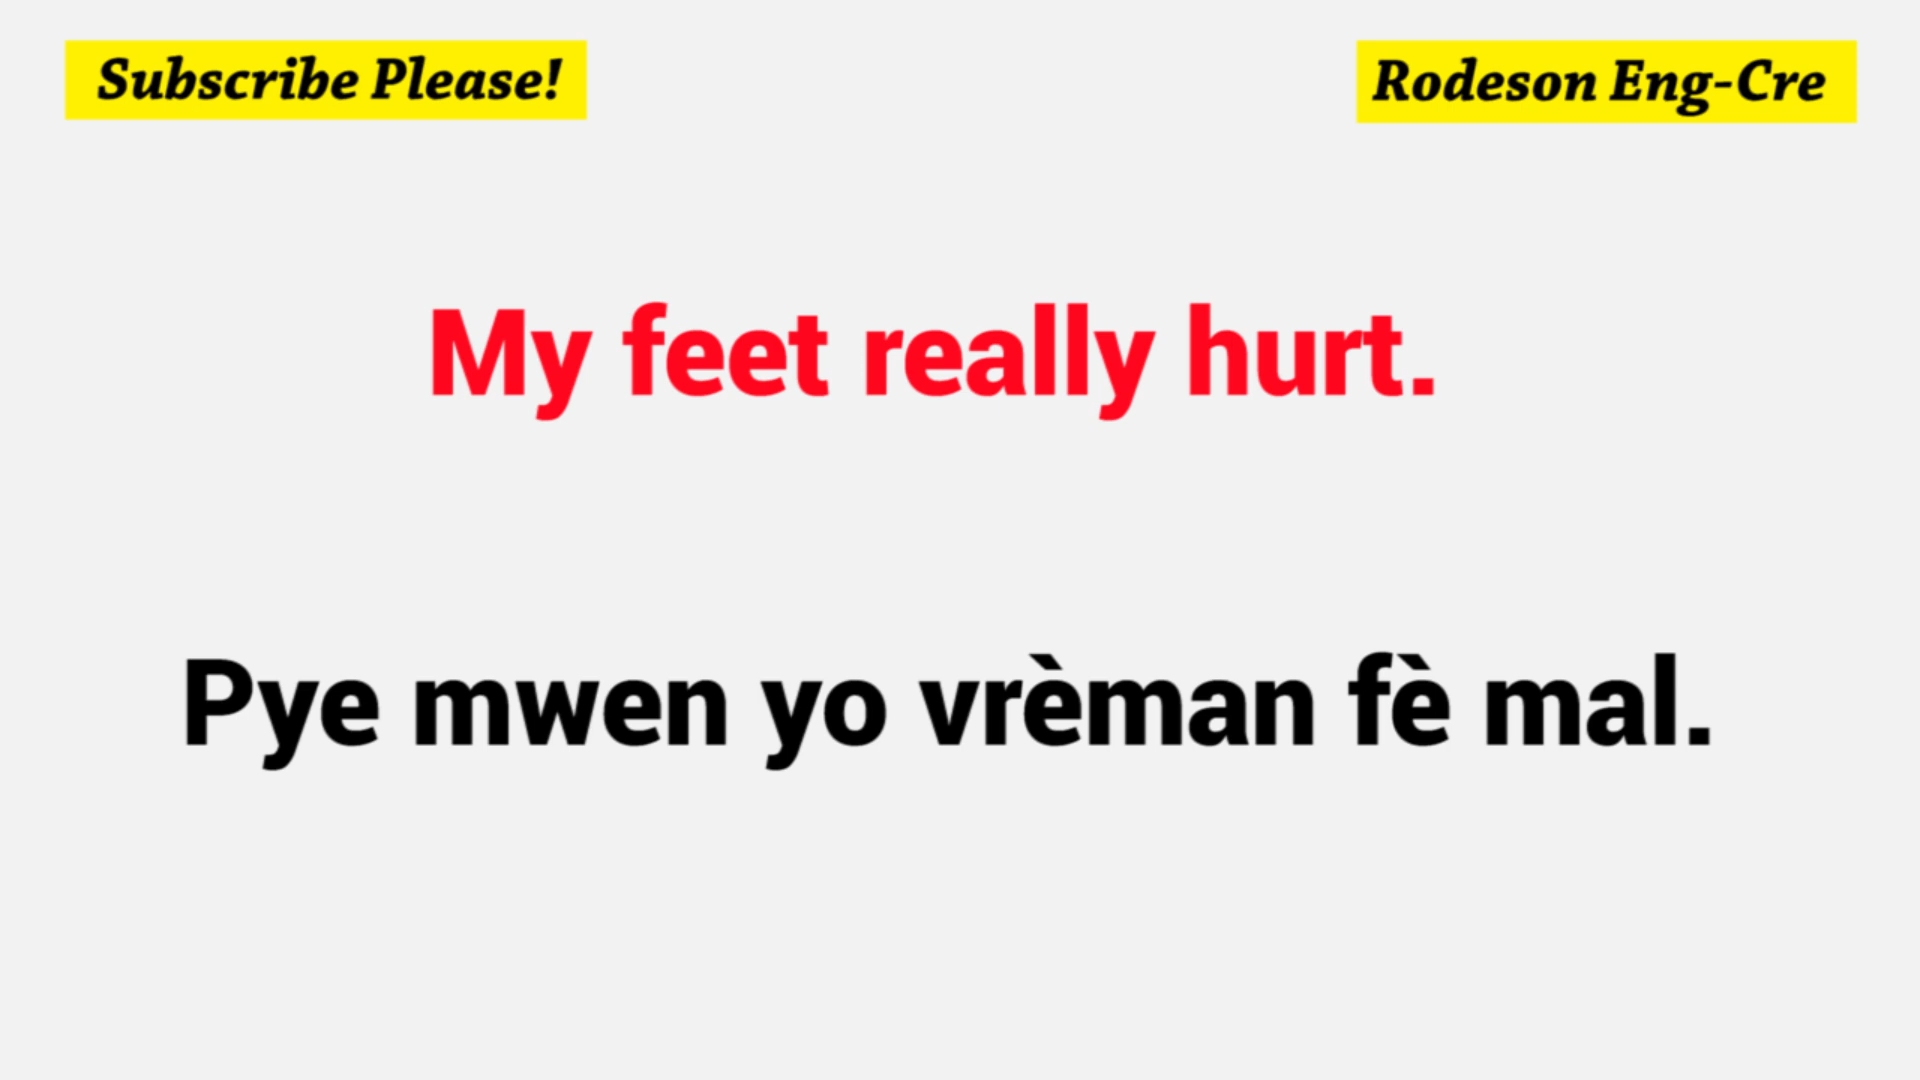 Subscribe Please!
Rodeson Eng-Cre
My feet really hurt.
Pye mwen yo vrèman fè mal.